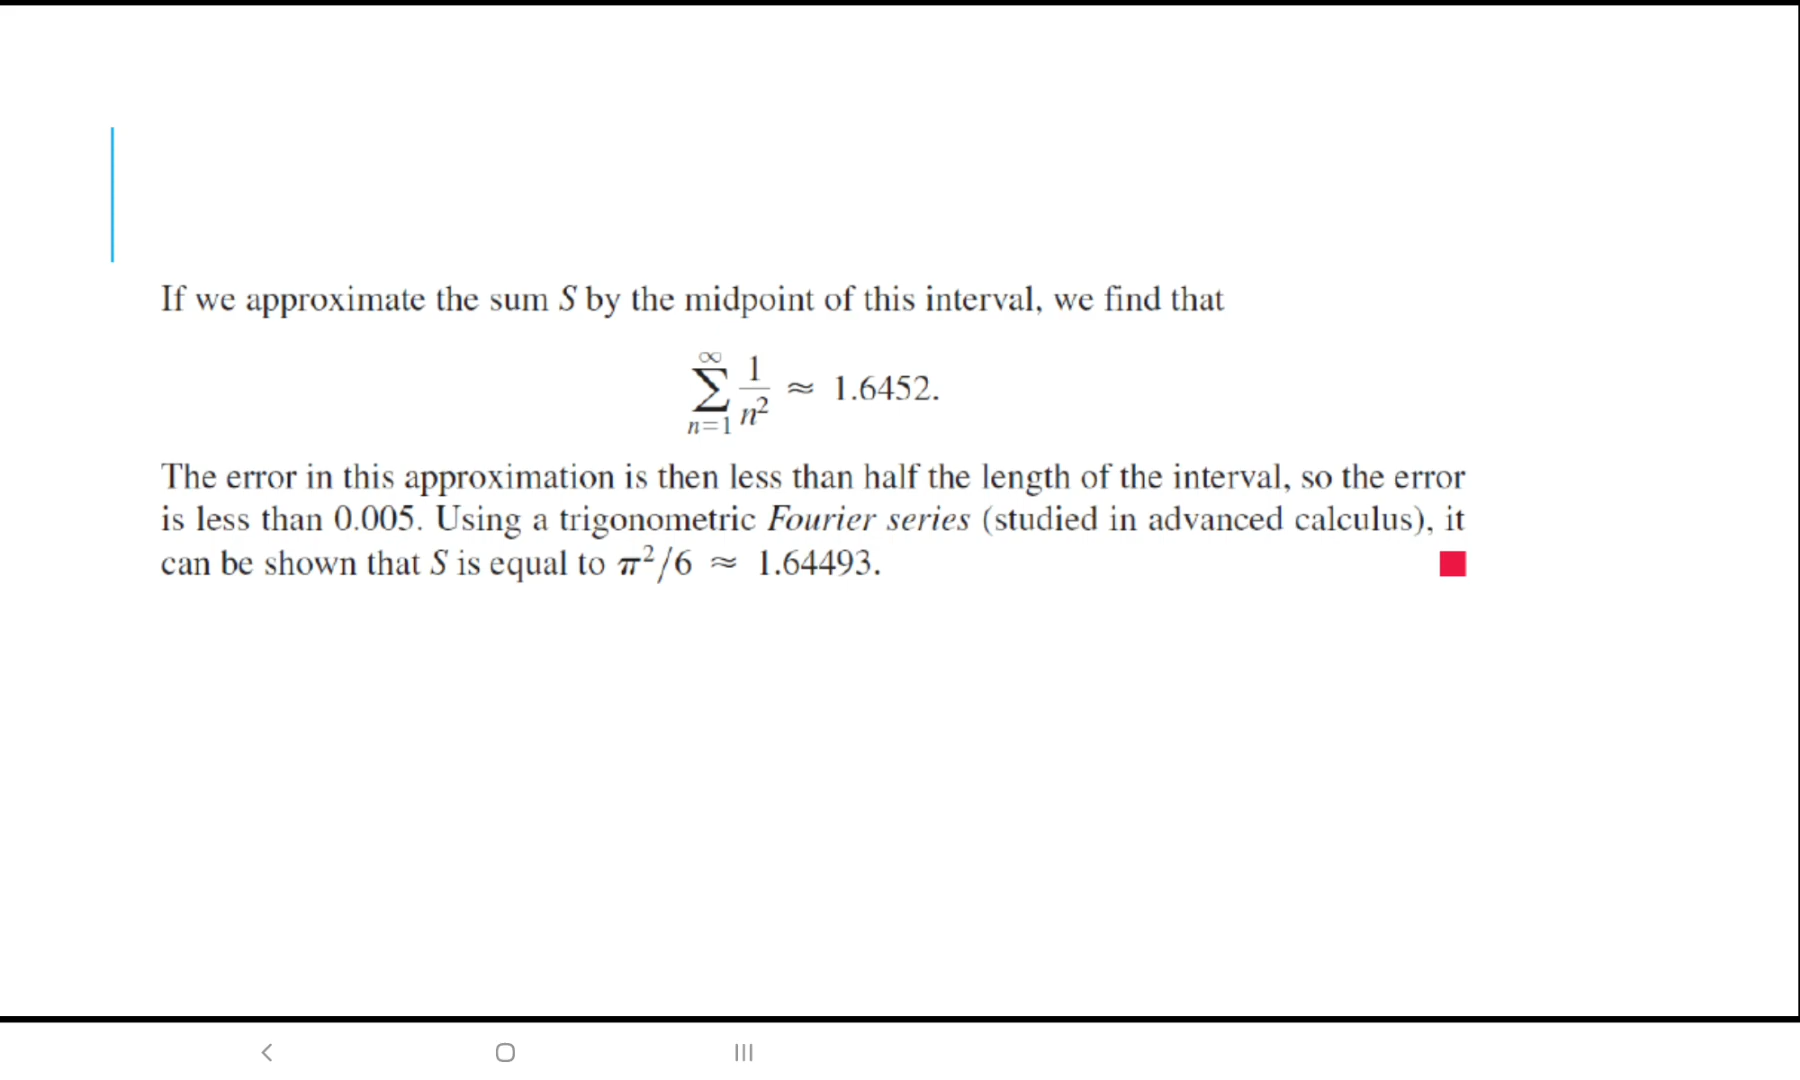 If we approximate the sum S by the midpoint of this interval, we find that
∑_{n=1}^{∞} 1/n² ≈ 1.6452.
The error in this approximation is then less than half the length of the interval, so the error
is less than 0.005. Using a trigonometric Fourier series (studied in advanced calculus), it
can be shown that S is equal to π²/6 ≈ 1.64493.